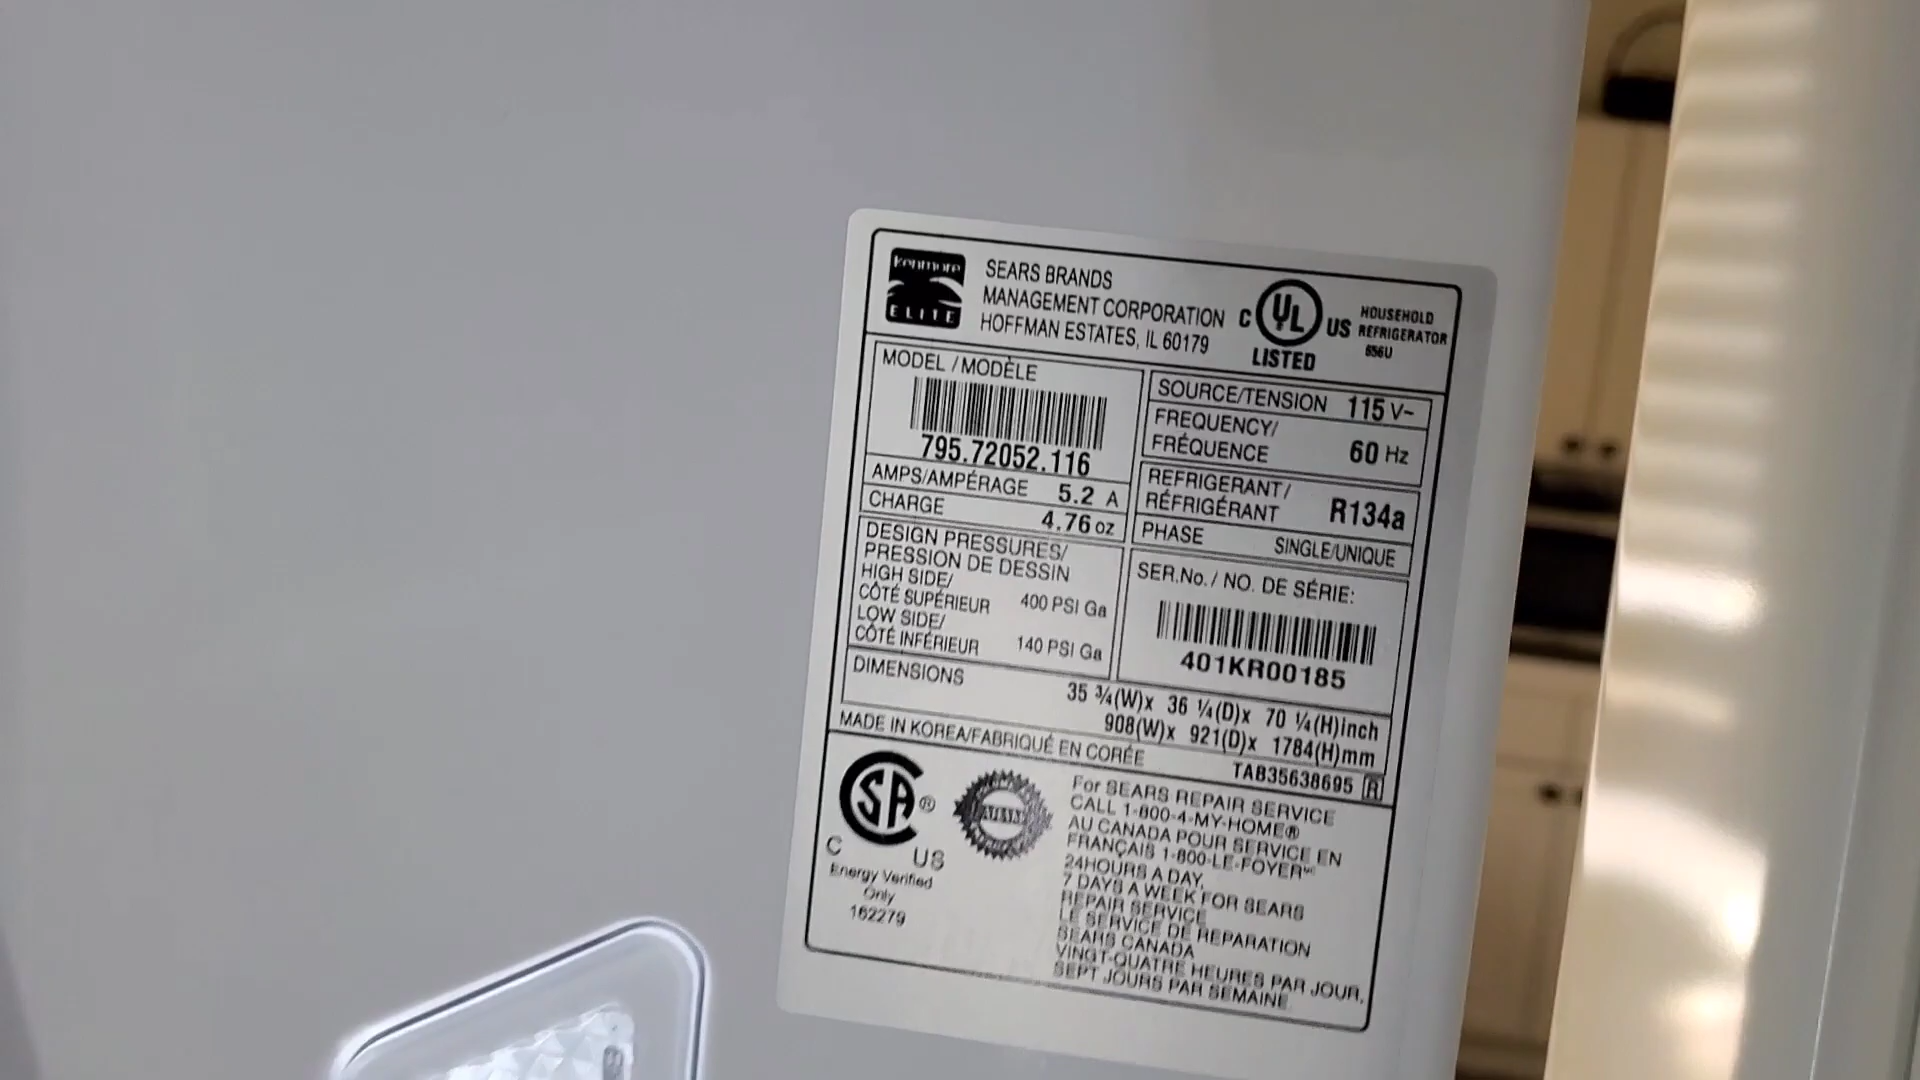 Kenmore
ELITE
SEARS BRANDS
MANAGEMENT CORPORATION
HOFFMAN ESTATES, IL 60179
C UL US
LISTED
HOUSEHOLD
REFRIGERATOR
656U
MODEL / MODÈLE
795.72052.116
AMPS/AMPÉRAGE 5.2 A
CHARGE 4.76 oz
DESIGN PRESSURES/
PRESSION DE DESSIN
HIGH SIDE/
CÔTÉ SUPÉRIEUR 400 PSI Ga
LOW SIDE/
CÔTÉ INFÉRIEUR 140 PSI Ga
SOURCE/TENSION 115 V~
FREQUENCY/
FRÉQUENCE 60 Hz
REFRIGERANT/
RÉFRIGÉRANT R134a
PHASE SINGLE/UNIQUE
SER.No. / NO. DE SÉRIE:
401KR00185
DIMENSIONS
35 ¾(W)x 36 ¼(D)x 70 ¼(H)inch
908(W)x 921(D)x 1784(H)mm
MADE IN KOREA/FABRIQUÉ EN CORÉE
TAB35638695 R
SA®
C US
Energy Verified
Only
162279
For SEARS REPAIR SERVICE
CALL 1-800-4-MY-HOME®
AU CANADA POUR SERVICE EN
FRANÇAIS 1-800-LE-FOYER
24HOURS A DAY,
7 DAYS A WEEK FOR SEARS
REPAIR SERVICE
LE SERVICE DE REPARATION
SEARS CANADA
VINGT-QUATRE HEURES PAR JOUR,
SEPT JOURS PAR SEMAINE.